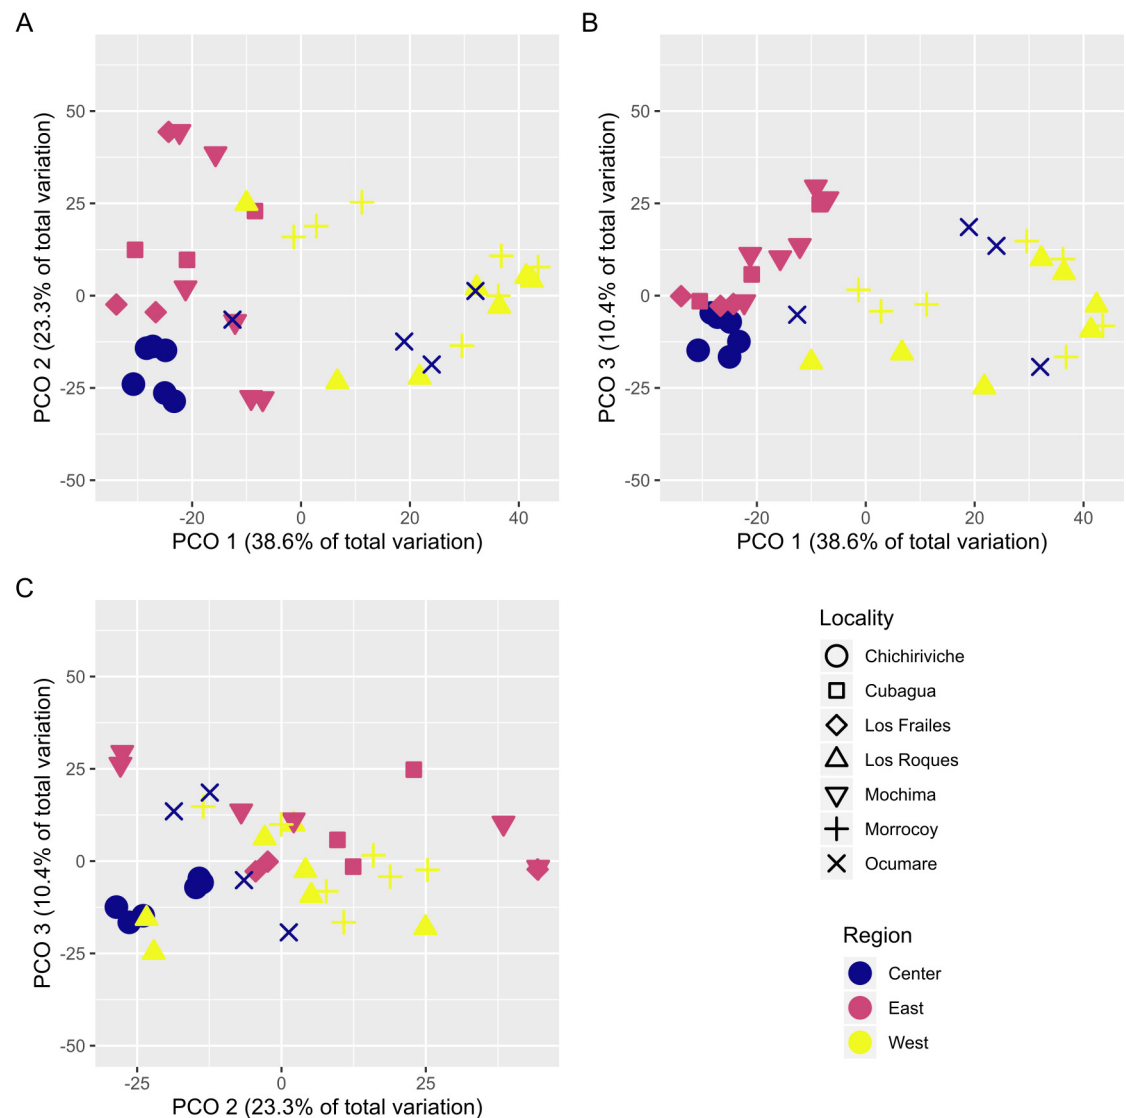 A
50
25
0
-25
-50
PCO 2 (23.3% of total variation)
-20
0
20
40
PCO 1 (38.6% of total variation)
B
50
25
0
-25
-50
PCO 3 (10.4% of total variation)
-20
0
20
40
PCO 1 (38.6% of total variation)
C
50
25
0
-25
-50
PCO 3 (10.4% of total variation)
-25
0
25
PCO 2 (23.3% of total variation)
Locality
Chichiriviche
Cubagua
Los Frailes
Los Roques
Mochima
Morrocoy
Ocumare
Region
Center
East
West